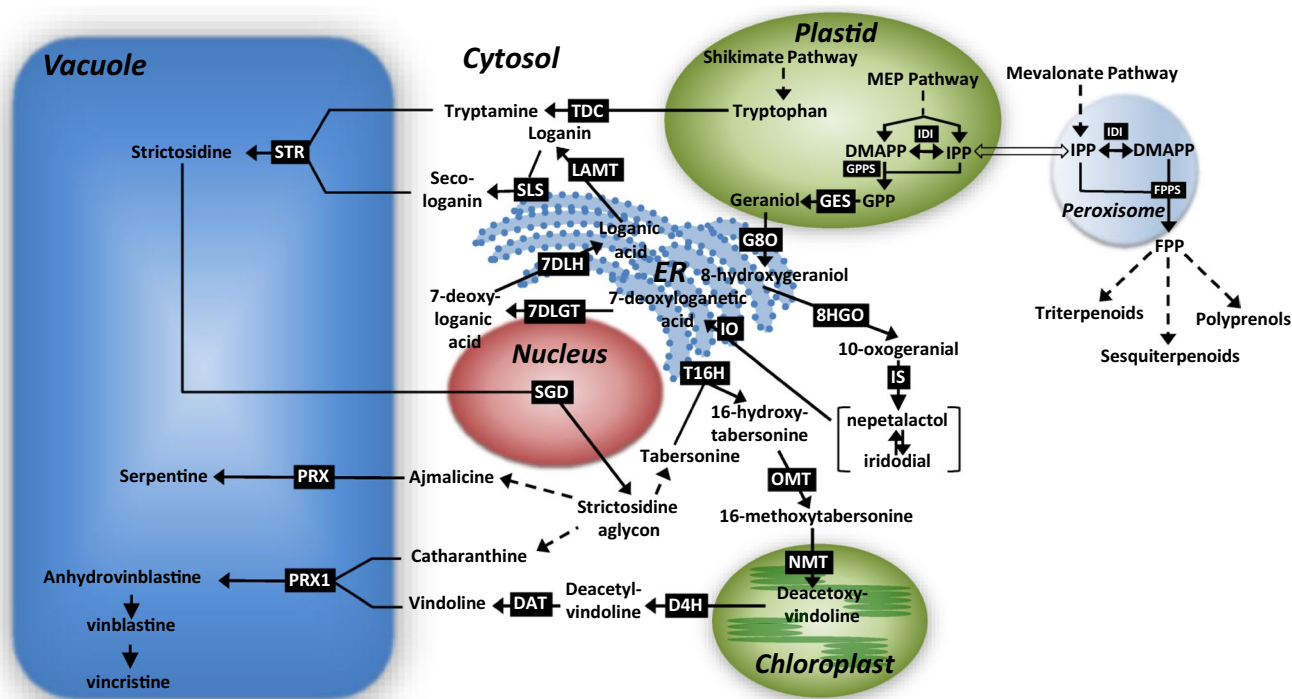 Vacuole
Cytosol
Plastid
Shikimate Pathway
MEP Pathway
Mevalonate Pathway
Tryptamine
TDC
Tryptophan
Loganin
IDI
IDI
Strictosidine
STR
DMAPP
IPP
IPP
DMAPP
LAMT
GPPS
Seco-
loganin
SLS
FPPS
Geraniol
GES
GPP
Peroxisome
Loganic
acid
G8O
FPP
7DLH
ER
8-hydroxygeraniol
7-deoxy-
loganic
acid
7DLGT
7-deoxyloganetic
acid
IO
8HGO
Triterpenoids
Polyprenols
Sesquiterpenoids
10-oxogeranial
Nucleus
IS
T16H
SGD
16-hydroxy-
tabersonine
nepetalactol
iridodial
Tabersonine
Serpentine
PRX
Ajmalicine
OMT
Strictosidine
aglycon
16-methoxytabersonine
Catharanthine
NMT
Anhydrovinblastine
PRX1
Vindoline
DAT
Deacetyl-
vindoline
D4H
Deacetoxy-
vindoline
vinblastine
Chloroplast
vincristine